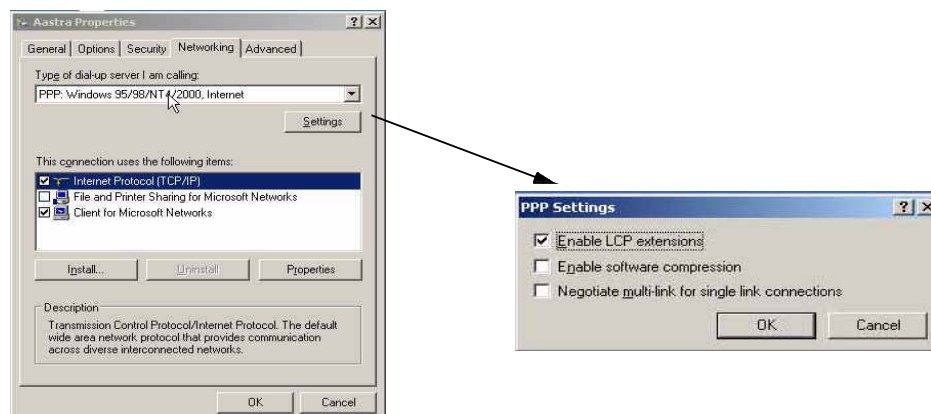 Aastra Properties
General Options Security Networking Advanced
Type of dial-up server I am calling:
PPP: Windows 95/98/NT4/2000, Internet
Settings
This connection uses the following items:
Internet Protocol (TCP/IP)
File and Printer Sharing for Microsoft Networks
Client for Microsoft Networks
Install... Uninstall Properties
Description
Transmission Control Protocol/Internet Protocol. The default
wide area network protocol that provides communication
across diverse interconnected networks.
OK Cancel
PPP Settings
Enable LCP extensions
Enable software compression
Negotiate multi-link for single link connections
OK Cancel